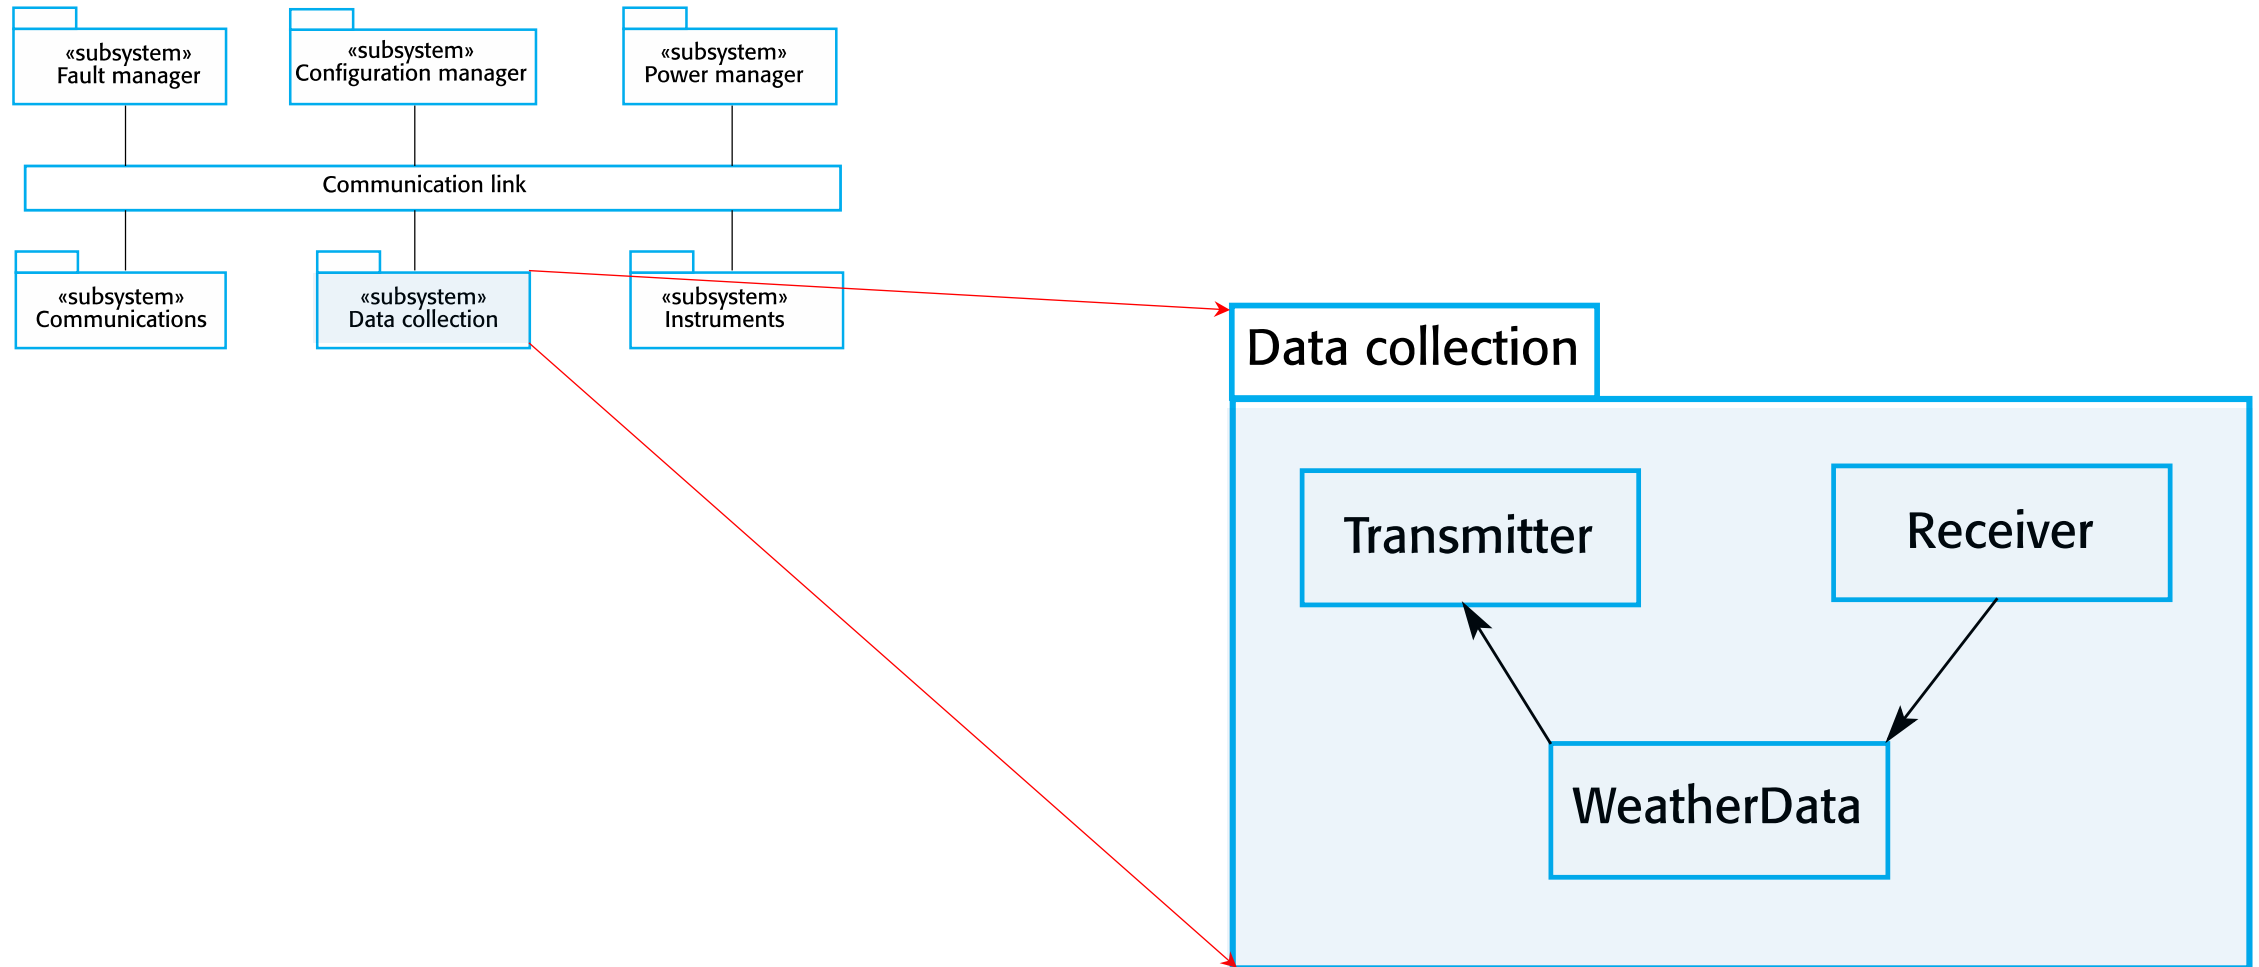 «subsystem»
Fault manager
«subsystem»
Configuration manager
«subsystem»
Power manager
Communication link
«subsystem»
Communications
«subsystem»
Data collection
«subsystem»
Instruments
Data collection
Transmitter
Receiver
WeatherData